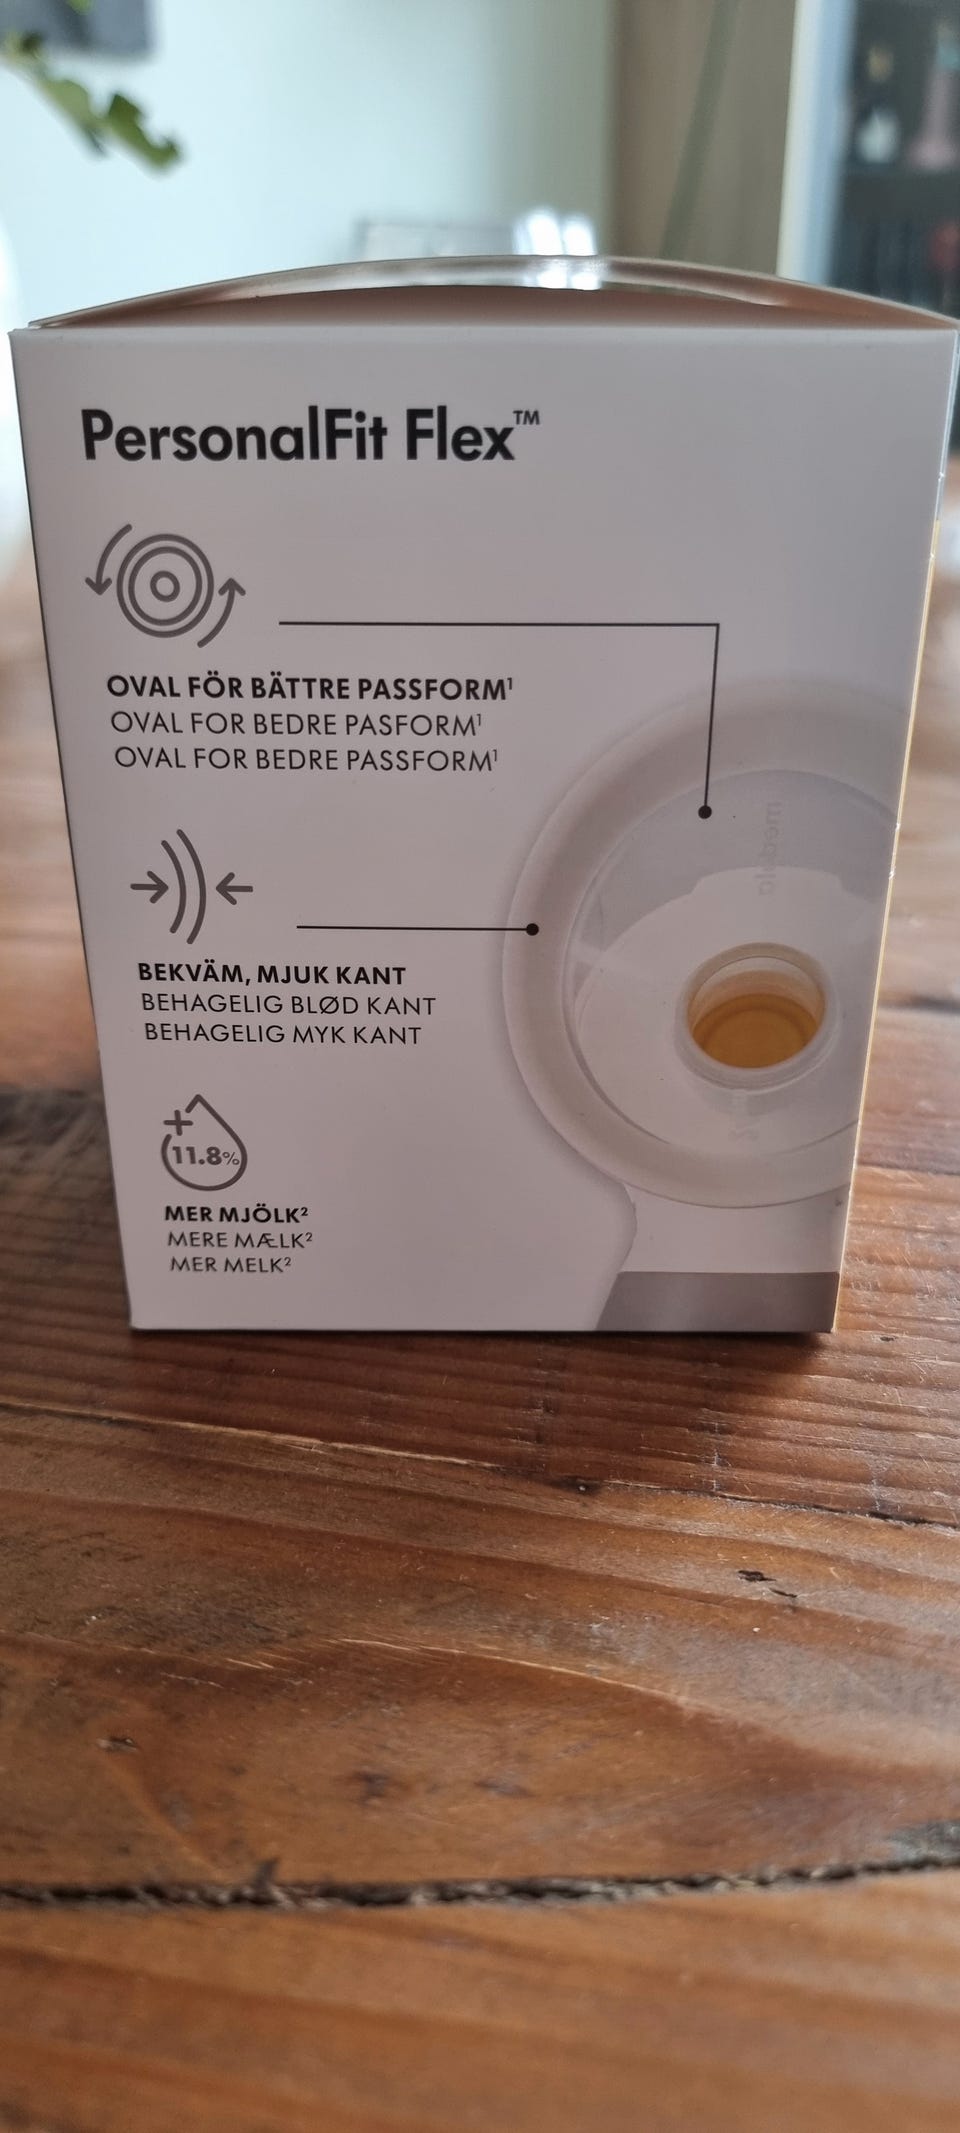 PersonalFit Flex™
OVAL FÖR BÄTTRE PASSFORM¹
OVAL FOR BEDRE PASFORM¹
OVAL FOR BEDRE PASSFORM¹
medela
BEKVÄM, MJUK KANT
BEHAGELIG BLØD KANT
BEHAGELIG MYK KANT
+
11.8%
MER MJÖLK²
MERE MÆLK²
MER MELK²